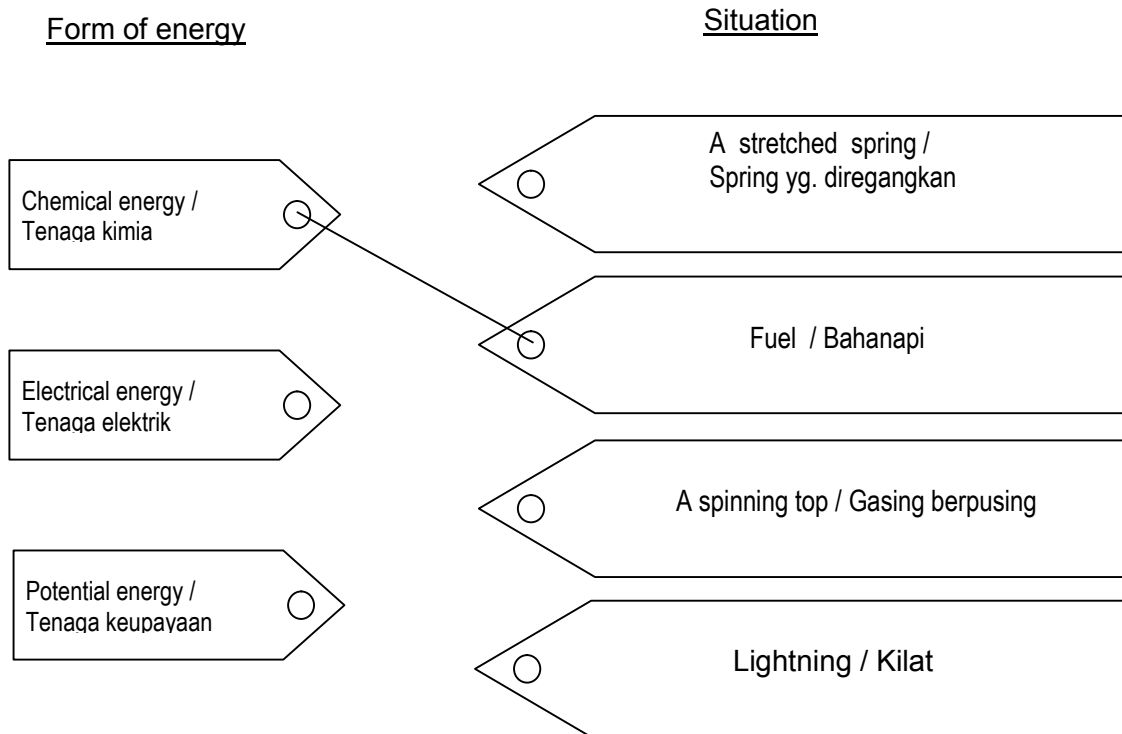 Form of energy
Situation
Chemical energy /
Tenaga kimia
Electrical energy /
Tenaga elektrik
Potential energy /
Tenaga keupayaan
A stretched spring /
Spring yg. diregangkan
Fuel / Bahanapi
A spinning top / Gasing berpusing
Lightning / Kilat